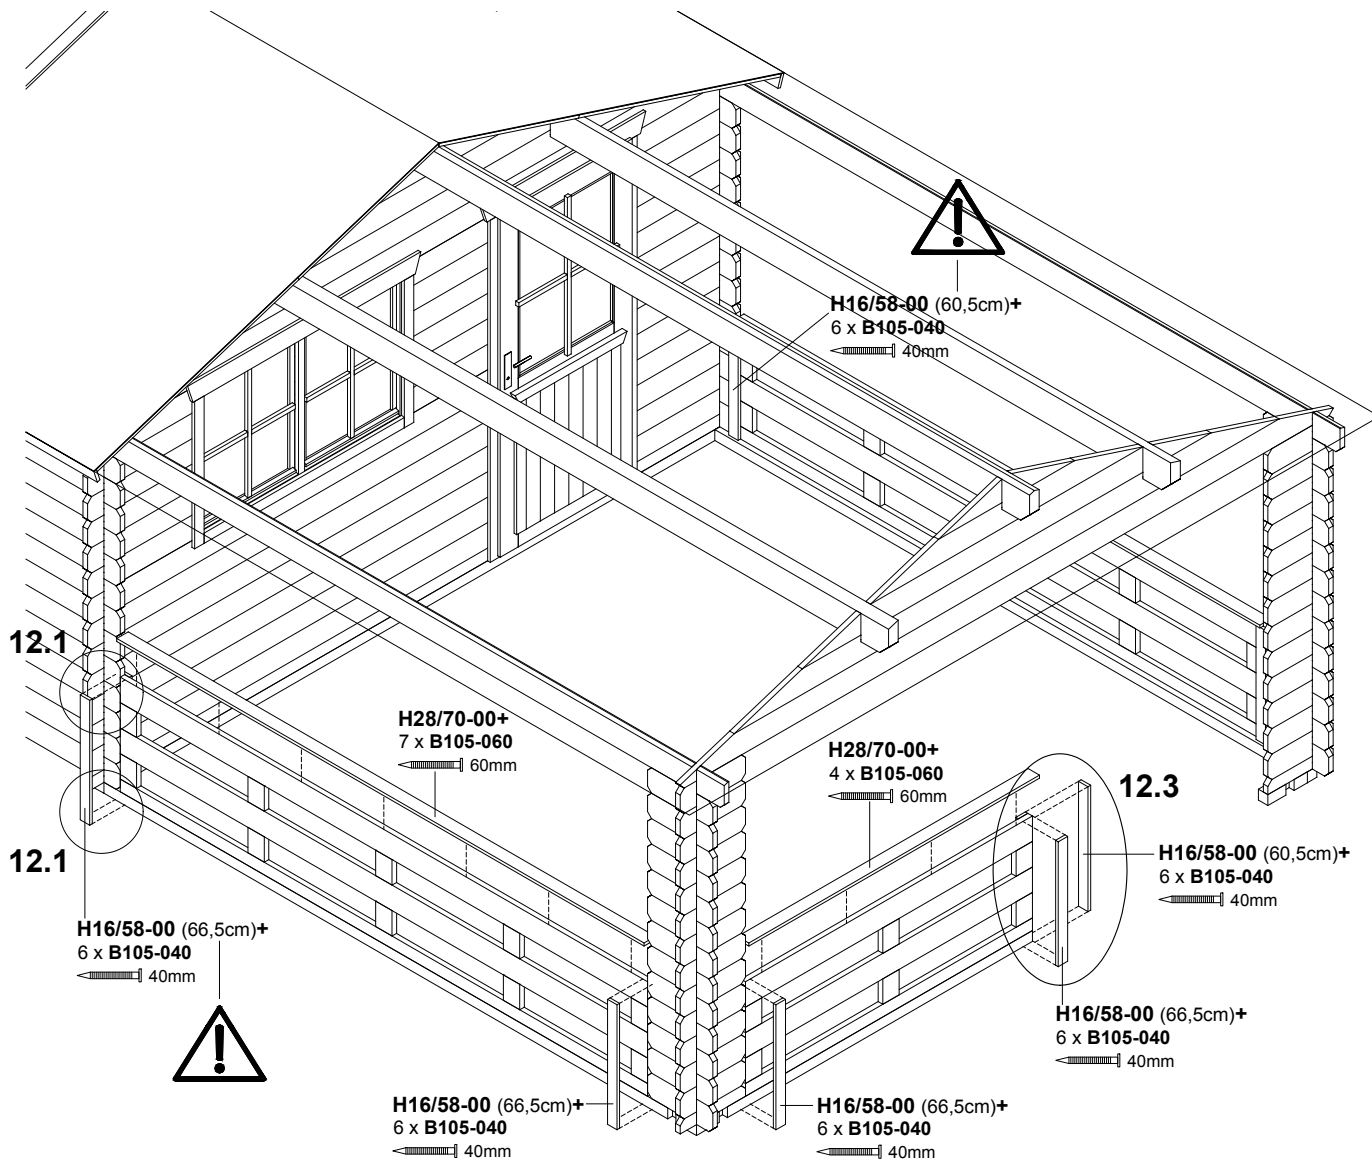 H16/58-00 (60,5cm)+
6 x B105-040
40mm
12.1
H28/70-00+
7 x B105-060
60mm
H28/70-00+
4 x B105-060
60mm
12.3
12.1
H16/58-00 (60,5cm)+
6 x B105-040
40mm
H16/58-00 (66,5cm)+
6 x B105-040
40mm
H16/58-00 (66,5cm)+
6 x B105-040
40mm
H16/58-00 (66,5cm)+
6 x B105-040
40mm
H16/58-00 (66,5cm)+
6 x B105-040
40mm